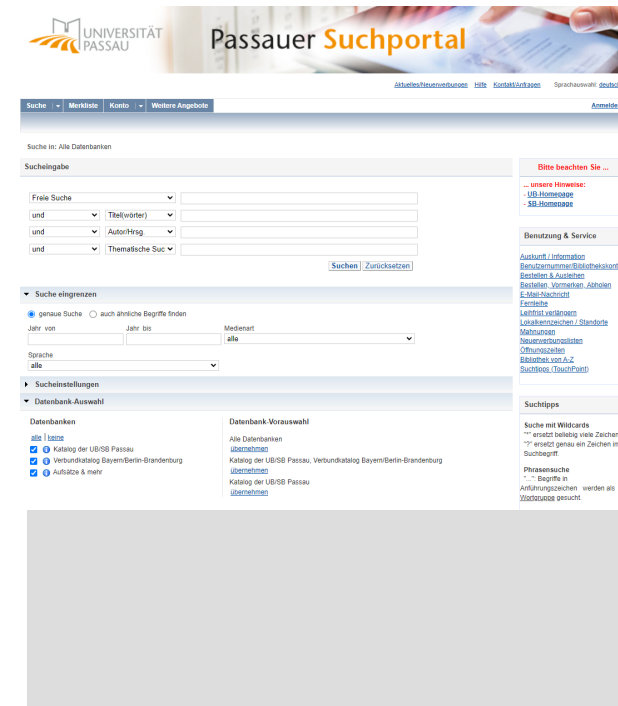 UNIVERSITÄT
PASSAU
Passauer Suchportal
Aktuelles/Neuerwerbungen Hilfe Kontakt/Anfragen Sprachauswahl: deutsch
Suche Merkliste Konto Weitere Angebote
Anmelde
Suche in: Alle Datenbanken
Sucheingabe
Freie Suche
und Titel(wörter)
und Autor/Hrsg.
und Thematische Suc
Suchen Zurücksetzen
Suche eingrenzen
genaue Suche auch ähnliche Begriffe finden
Jahr von Jahr bis Medienart
alle
Sprache
alle
Sucheinstellungen
Datenbank-Auswahl
Datenbanken Datenbank-Vorauswahl
alle | keine
Katalog der UB/SB Passau
Verbundkatalog Bayern/Berlin-Brandenburg
Aufsätze & mehr
Alle Datenbanken
übernehmen
Katalog der UB/SB Passau, Verbundkatalog Bayern/Berlin-Brandenburg
übernehmen
Katalog der UB/SB Passau
übernehmen
Bitte beachten Sie ...
... unsere Hinweise:
- UB-Homepage
- SB-Homepage
Benutzung & Service
Auskunft / Information
Benutzernummer/Bibliothekskont
Bestellen & Ausleihen
Bestellen, Vormerken, Abholen
E-Mail-Nachricht
Fernleihe
Leihfrist verlängern
Lokalkennzeichen / Standorte
Mahnungen
Neuerwerbungslisten
Öffnungszeiten
Bibliothek von A-Z
Suchtipps (TouchPoint)
Suchtipps
Suche mit Wildcards
"*" ersetzt beliebig viele Zeichen
"?" ersetzt genau ein Zeichen im
Suchbegriff.
Phrasensuche
"...": Begriffe in
Anführungszeichen werden als
Wortgruppe gesucht.